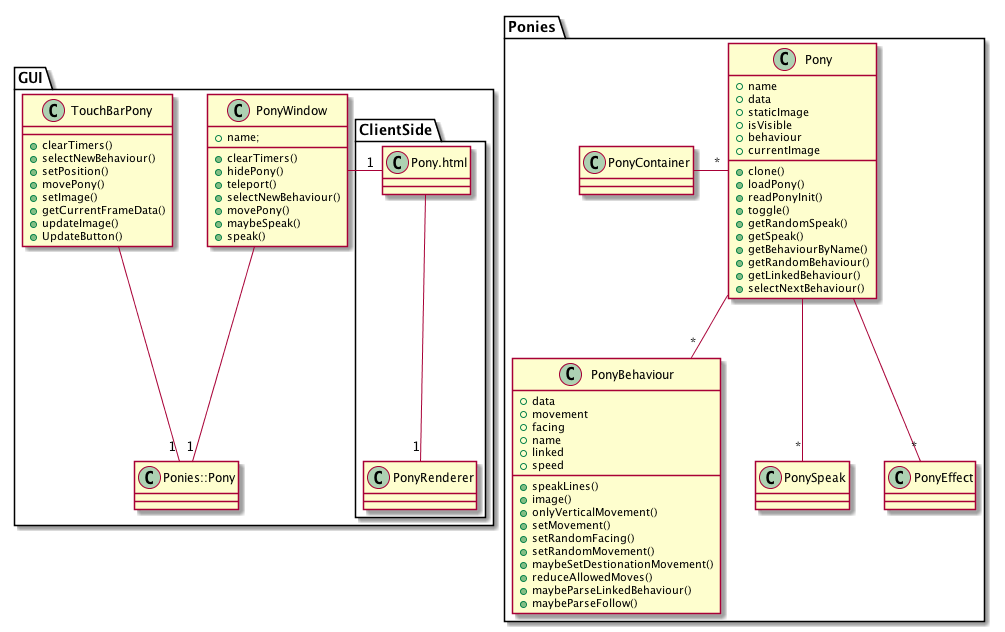 GUI
C TouchBarPony
clearTimers()
selectNewBehaviour()
setPosition()
movePony()
setImage()
getCurrentFrameData()
updateImage()
UpdateButton()
C PonyWindow
name;
clearTimers()
hidePony()
teleport()
selectNewBehaviour()
movePony()
maybeSpeak()
speak()
ClientSide
1
C Pony.html
1
1
1
C Ponies::Pony
C PonyRenderer
Ponies
C Pony
name
data
staticImage
isVisible
behaviour
currentImage
clone()
loadPony()
readPonyInit()
toggle()
getRandomSpeak()
getSpeak()
getBehaviourByName()
getRandomBehaviour()
getLinkedBehaviour()
selectNextBehaviour()
C PonyContainer
*
*
C PonyBehaviour
data
movement
facing
name
linked
speed
speakLines()
image()
onlyVerticalMovement()
setMovement()
setRandomFacing()
setRandomMovement()
maybeSetDestionationMovement()
reduceAllowedMoves()
maybeParseLinkedBehaviour()
maybeParseFollow()
*
C PonySpeak
*
C PonyEffect